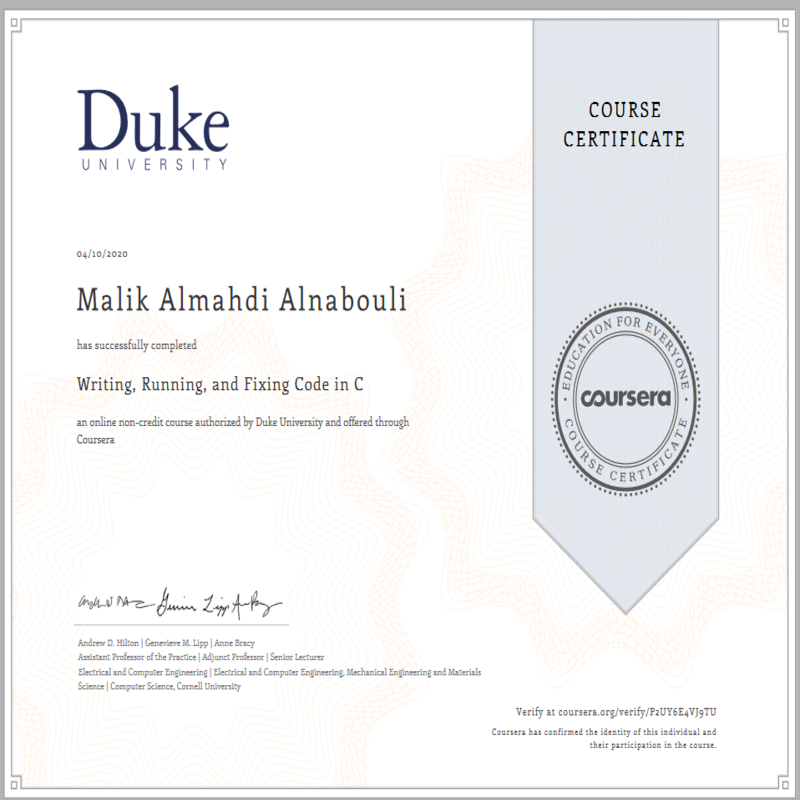 Duke
UNIVERSITY
COURSE
CERTIFICATE
04/10/2020
Malik Almahdi Alnabouli
has successfully completed
Writing, Running, and Fixing Code in C
an online non-credit course authorized by Duke University and offered through
Coursera
EDUCATION FOR EVERYONE
coursera
COURSE CERTIFICATE
Andrew D. Hilton | Genevieve M. Lipp | Anne Bracy
Assistant Professor of the Practice | Adjunct Professor | Senior Lecturer
Electrical and Computer Engineering | Electrical and Computer Engineering, Mechanical Engineering and Materials
Science | Computer Science, Cornell University
Verify at coursera.org/verify/P2UY6E4VJ9TU
Coursera has confirmed the identity of this individual and
their participation in the course.